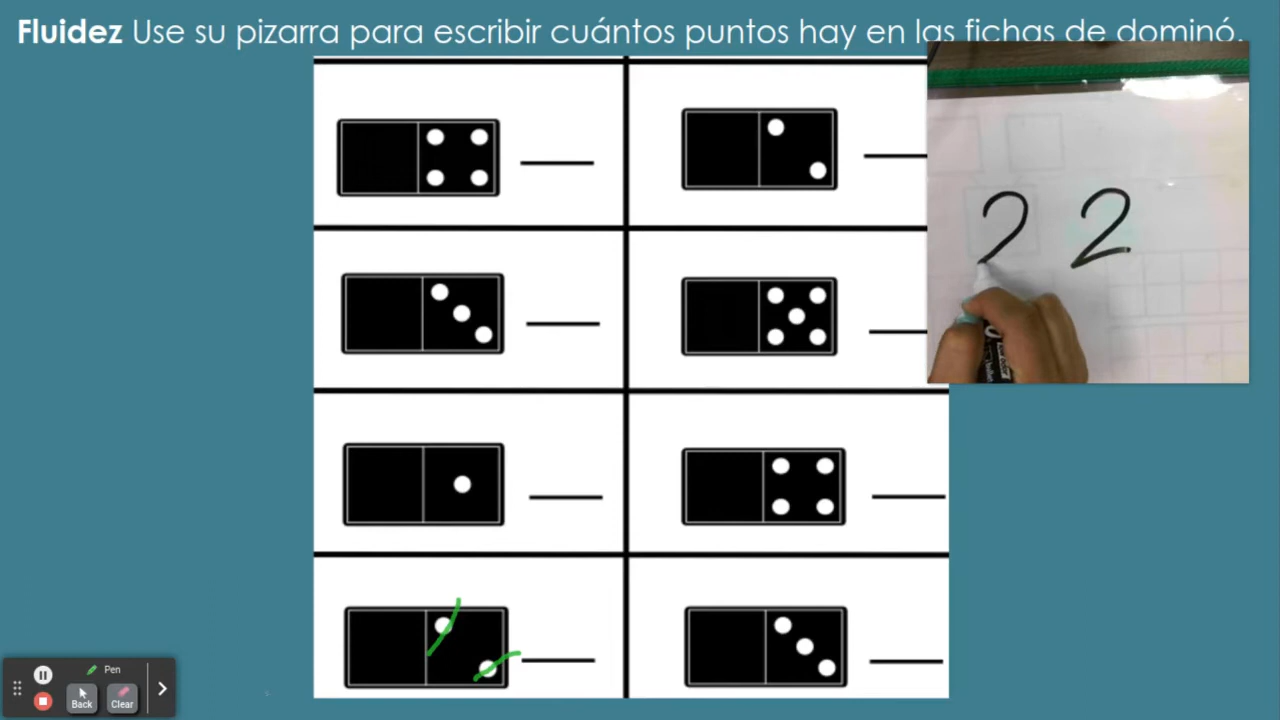 Fluidez Use su pizarra para escribir cuántos puntos hay en las fichas de dominó.
2 2
Pen
Back
Clear